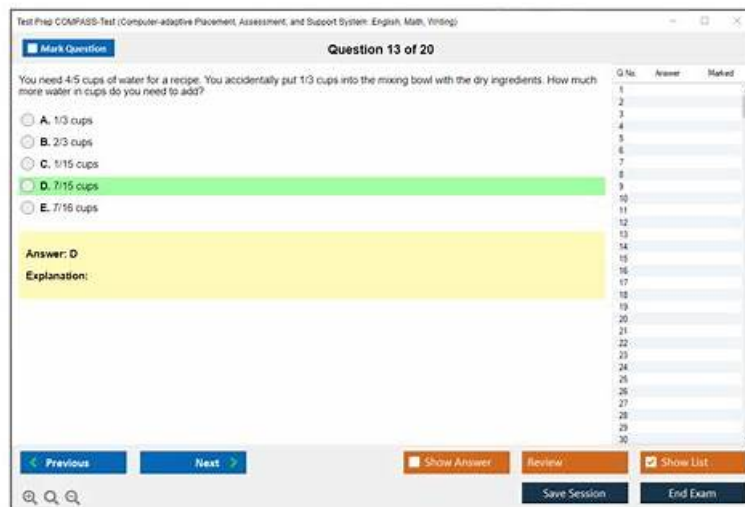 Test Prep COMPASS-Test (Computer-adaptive Placement, Assessment, and Support System: English, Math, Writing)
Mark Question
Question 13 of 20
You need 4/5 cups of water for a recipe. You accidentally put 1/3 cups into the mixing bowl with the dry ingredients. How much
more water in cups do you need to add?
A. 1/3 cups
B. 2/3 cups
C. 1/15 cups
D. 7/15 cups
E. 7/16 cups
Answer: D
Explanation:
Q No. Answer Marked
1
2
3
4
5
6
7
8
9
10
11
12
13
14
15
16
17
18
19
20
21
22
23
24
25
26
27
28
29
30
Previous
Next
Show Answer
Review
Show List
Save Session
End Exam